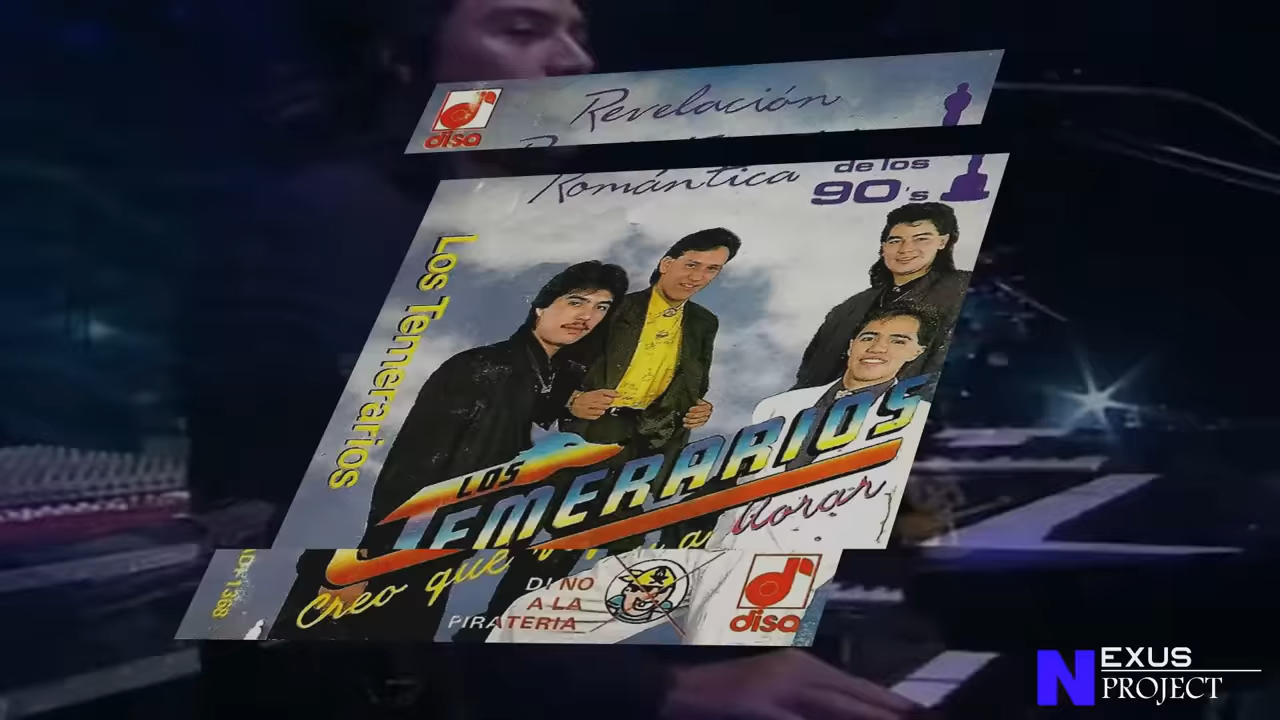 disa
Revelación
Romántica
de los
90's
Los Temerarios
LOS
TEMERARIOS
Creo que
a llorar
DI NO
A LA
PIRATERIA
disa
NEXUS
PROJECT